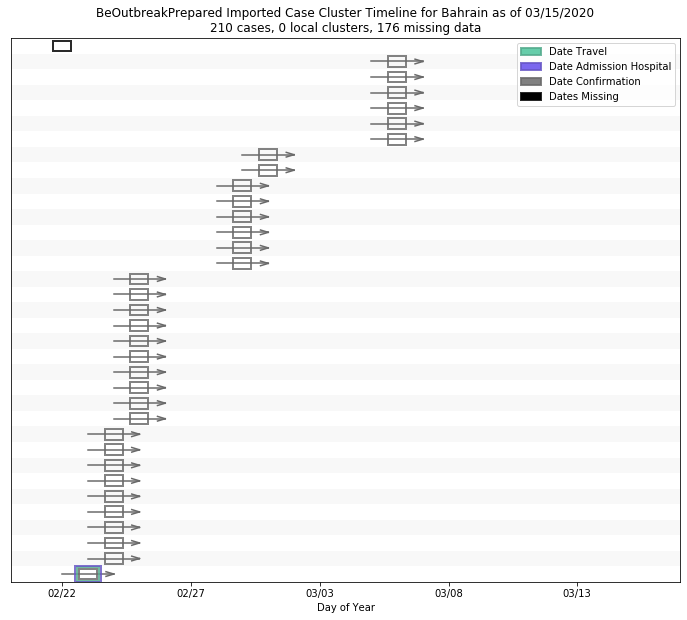 BeOutbreakPrepared Imported Case Cluster Timeline for Bahrain as of 03/15/2020
210 cases, 0 local clusters, 176 missing data
Date Travel
Date Admission Hospital
Date Confirmation
Dates Missing
02/22
02/27
03/03
03/08
03/13
Day of Year